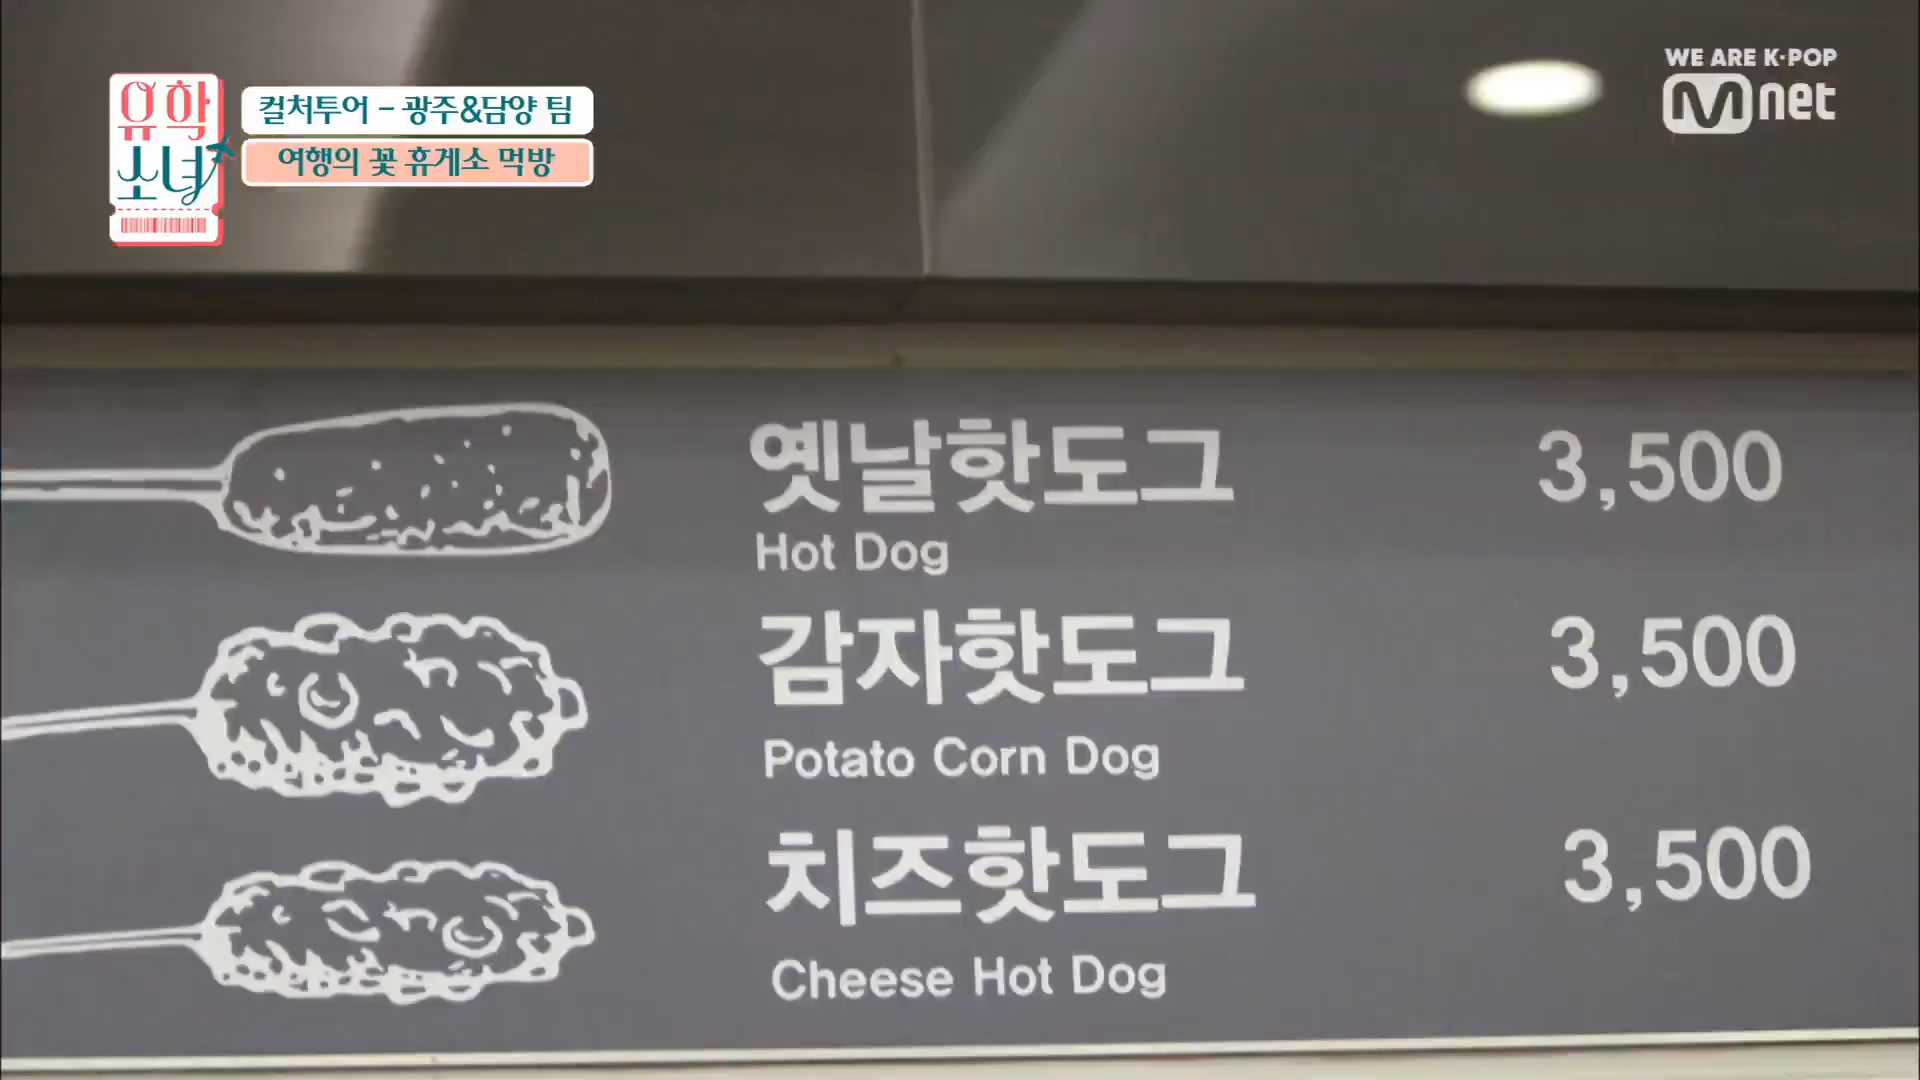 유학
소녀
컬처투어 - 광주&담양 팀
여행의 꽃 휴게소 먹방
WE ARE K·POP
Mnet
옛날핫도그 3,500
Hot Dog
감자핫도그 3,500
Potato Corn Dog
치즈핫도그 3,500
Cheese Hot Dog